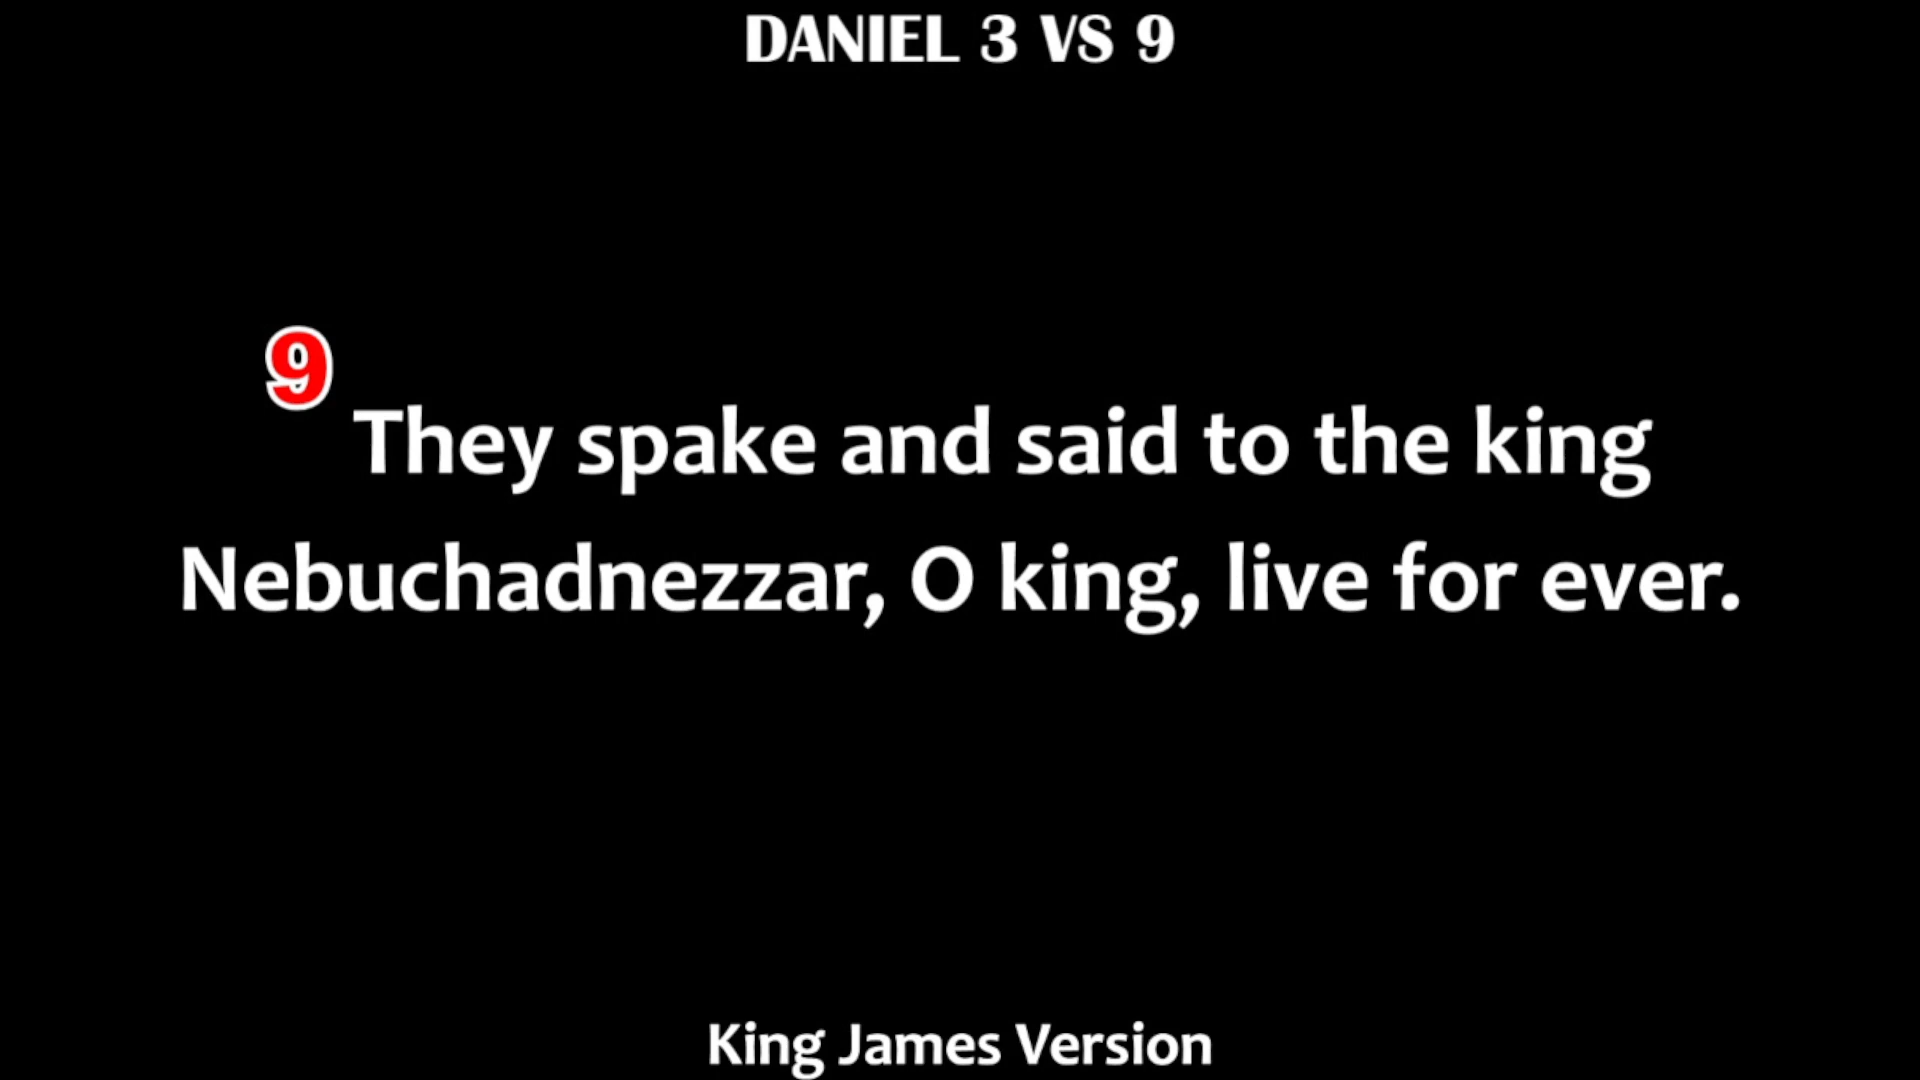 DANIEL 3 VS 9
9
They spake and said to the king
Nebuchadnezzar, O king, live for ever.
King James Version